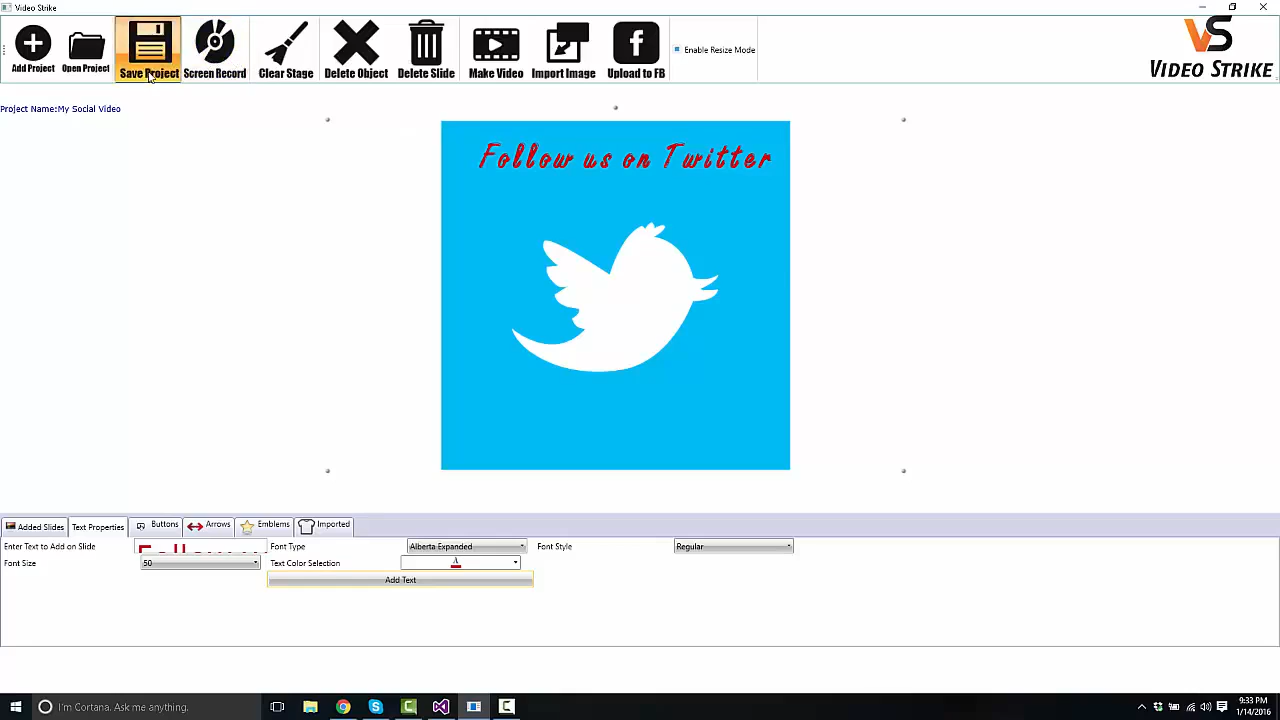 Video Strike
Add Project
Open Project
Save Project
Screen Record
Clear Stage
Delete Object
Delete Slide
Make Video
Import Image
Upload to FB
Enable Resize Mode
VS
VIDEO STRIKE
Project Name:My Social Video
Follow us on Twitter
Added Slides
Text Properties
Buttons
Arrows
Emblems
Imported
Enter Text to Add on Slide
Font Type
Alberta Expanded
Font Style
Regular
Font Size
50
Text Color Selection
A
Add Text
I'm Cortana. Ask me anything.
9:33 PM
1/14/2016